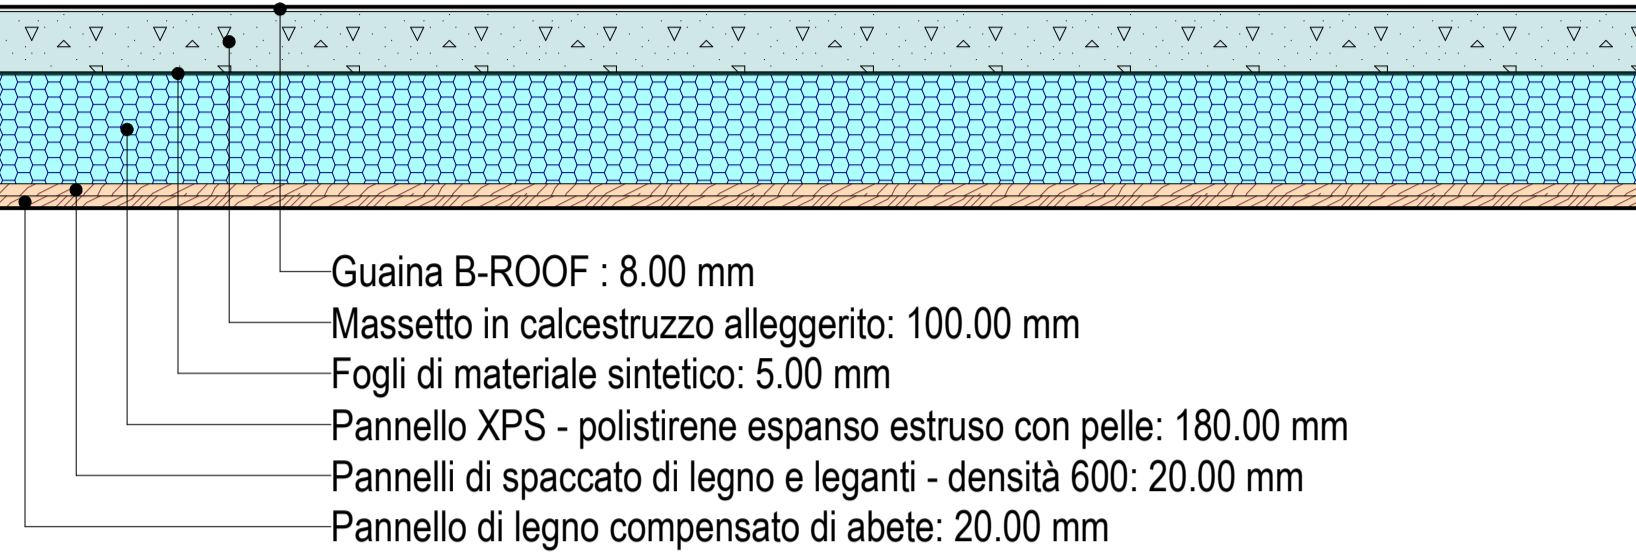 Guaina B-ROOF : 8.00 mm
Massetto in calcestruzzo alleggerito: 100.00 mm
Fogli di materiale sintetico: 5.00 mm
Pannello XPS - polistirene espanso estruso con pelle: 180.00 mm
Pannelli di spaccato di legno e leganti - densità 600: 20.00 mm
Pannello di legno compensato di abete: 20.00 mm